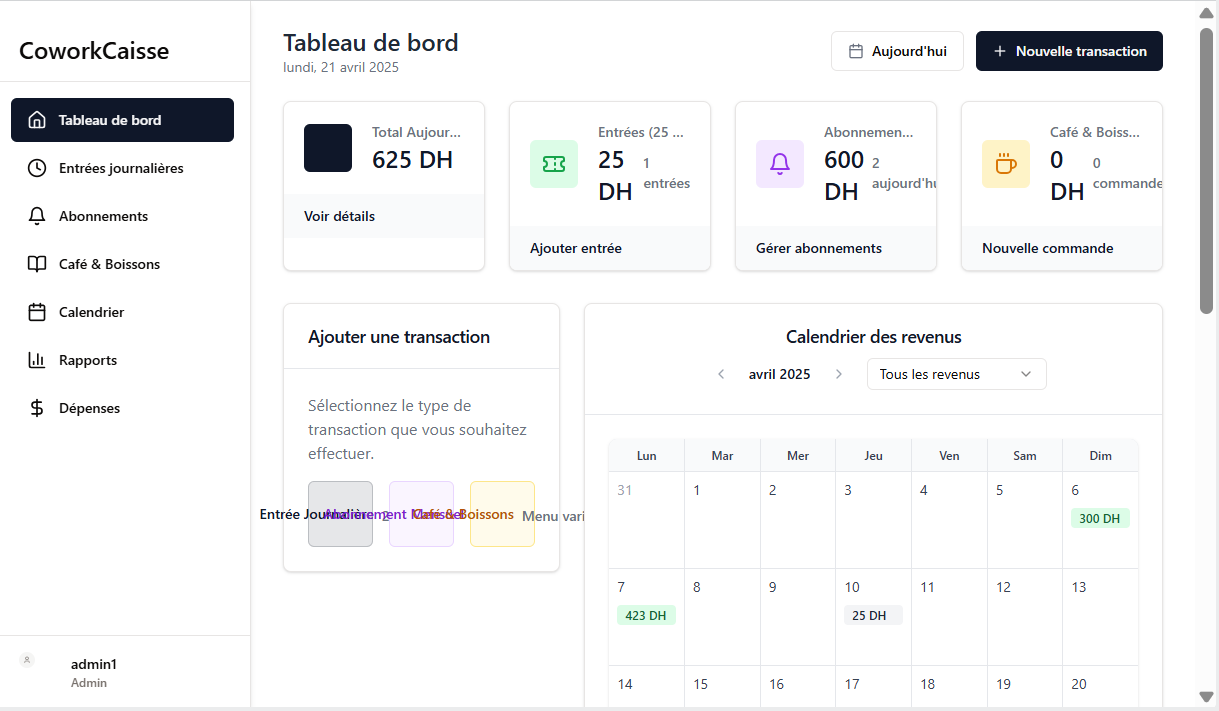 CoworkCaisse
Tableau de bord
Entrées journalières
Abonnements
Café & Boissons
Calendrier
Rapports
Dépenses
admin1
Admin
Tableau de bord
lundi, 21 avril 2025
Aujourd'hui
Nouvelle transaction
Total Aujour...
625 DH
Voir détails
Entrées (25 ...
25 DH
1 entrées
Ajouter entrée
Abonnemen...
600 DH
2 aujourd'hu
Gérer abonnements
Café & Boiss...
0 DH
0 commande
Nouvelle commande
Ajouter une transaction
Sélectionnez le type de
transaction que vous souhaitez
effectuer.
Entrée Journalière
Abonnement Mensuel
Café & Boissons
Menu vari
Calendrier des revenus
avril 2025
Tous les revenus
Lun Mar Mer Jeu Ven Sam Dim
31 1 2 3 4 5 6
300 DH
7 8 9 10 11 12 13
423 DH 25 DH
14 15 16 17 18 19 20